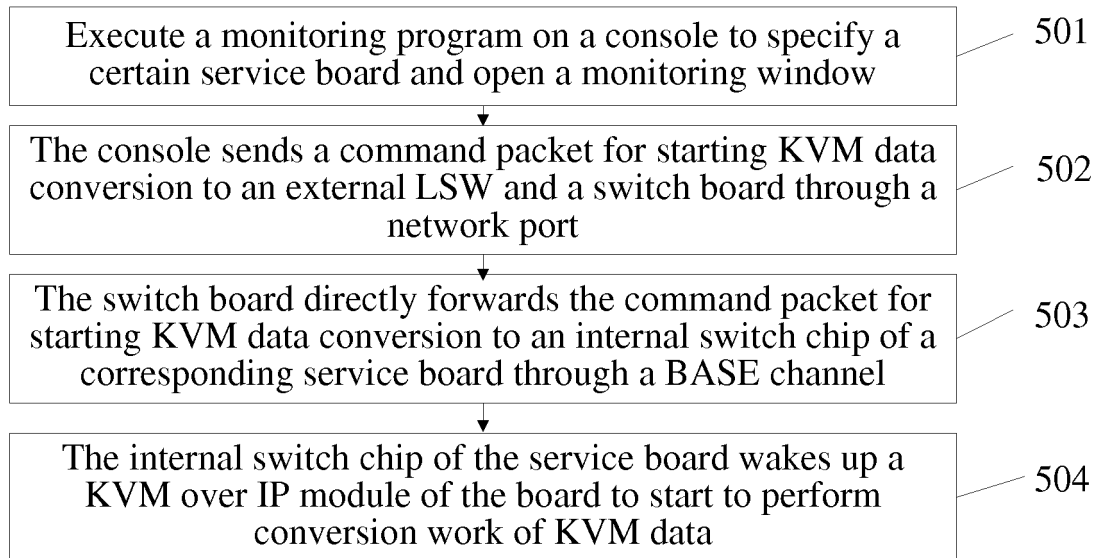 Execute a monitoring program on a console to specify a
certain service board and open a monitoring window
501
The console sends a command packet for starting KVM data
conversion to an external LSW and a switch board through a
network port
502
The switch board directly forwards the command packet for
starting KVM data conversion to an internal switch chip of a
corresponding service board through a BASE channel
503
The internal switch chip of the service board wakes up a
KVM over IP module of the board to start to perform
conversion work of KVM data
504